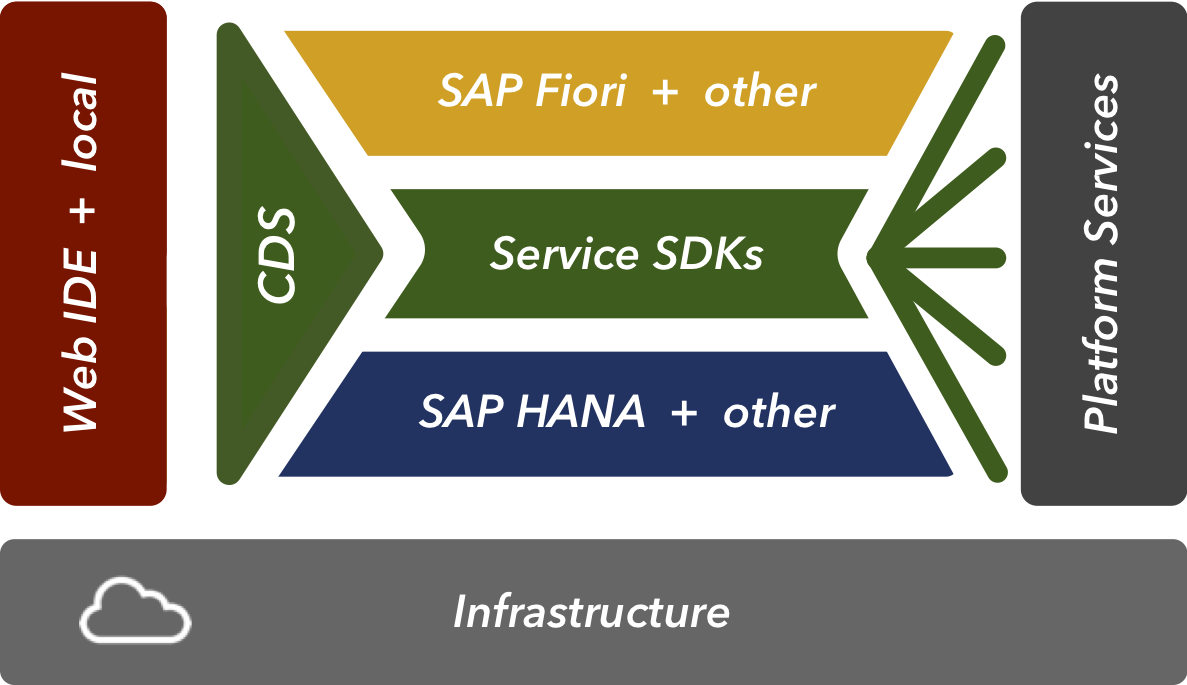 Web IDE + local
CDS
SAP Fiori + other
Service SDKs
SAP HANA + other
Platform Services
Infrastructure